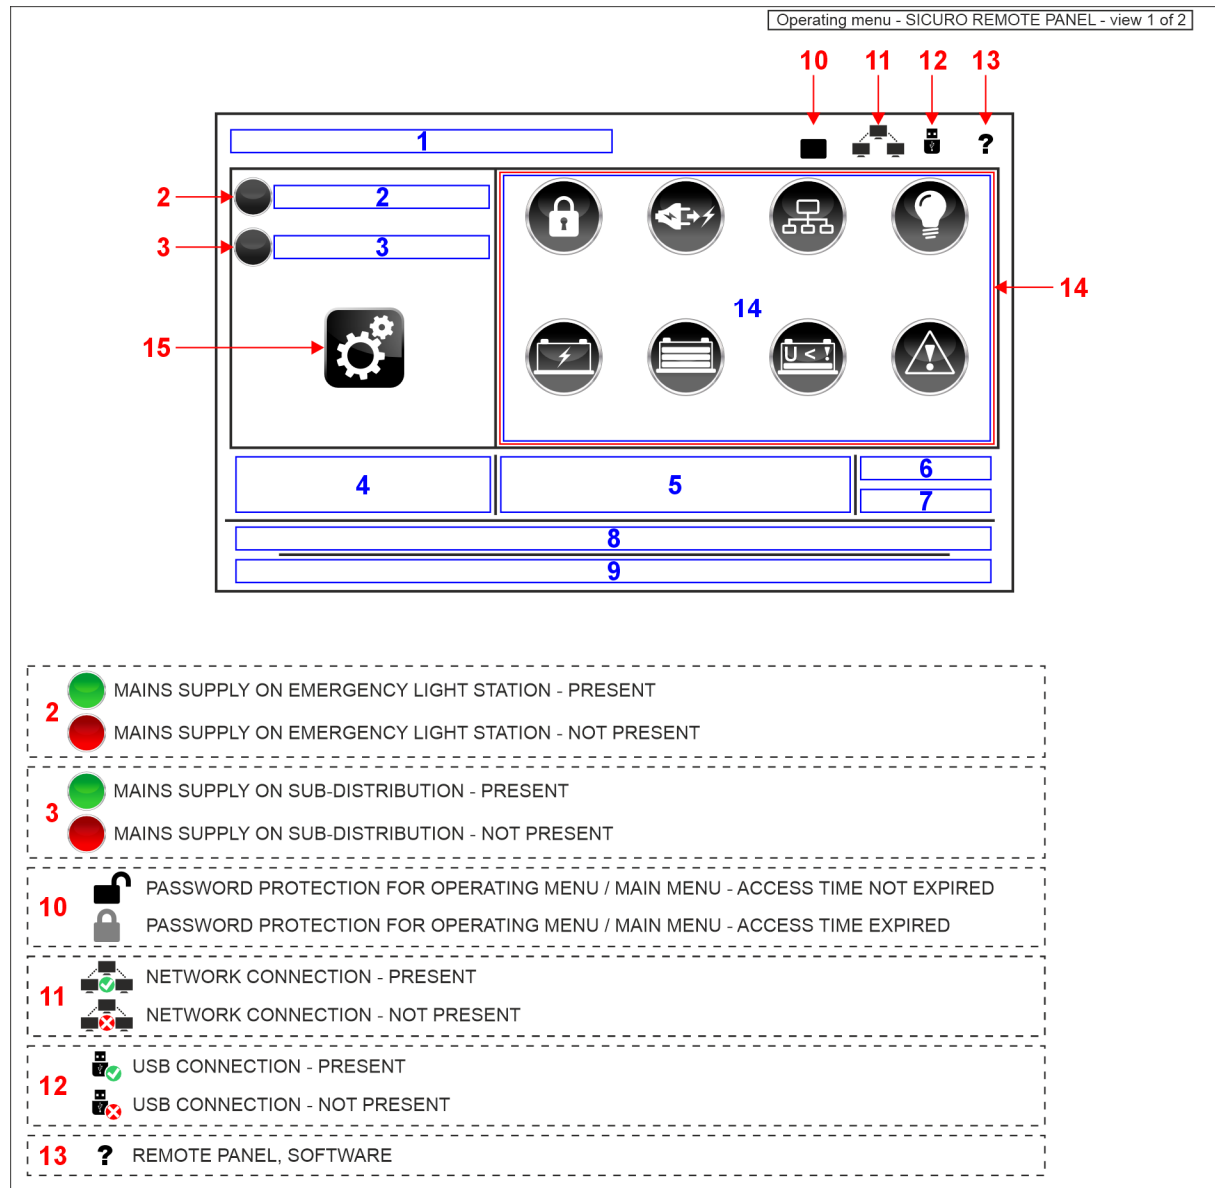 Operating menu - SICURO REMOTE PANEL - view 1 of 2
10 11 12 13
1
?
2 2
3 3
14 14
U < !
15
4 5 6
7
8
9
2
MAINS SUPPLY ON EMERGENCY LIGHT STATION - PRESENT
MAINS SUPPLY ON EMERGENCY LIGHT STATION - NOT PRESENT
3
MAINS SUPPLY ON SUB-DISTRIBUTION - PRESENT
MAINS SUPPLY ON SUB-DISTRIBUTION - NOT PRESENT
10
PASSWORD PROTECTION FOR OPERATING MENU / MAIN MENU - ACCESS TIME NOT EXPIRED
PASSWORD PROTECTION FOR OPERATING MENU / MAIN MENU - ACCESS TIME EXPIRED
11
NETWORK CONNECTION - PRESENT
NETWORK CONNECTION - NOT PRESENT
12
USB CONNECTION - PRESENT
USB CONNECTION - NOT PRESENT
13 ? REMOTE PANEL, SOFTWARE